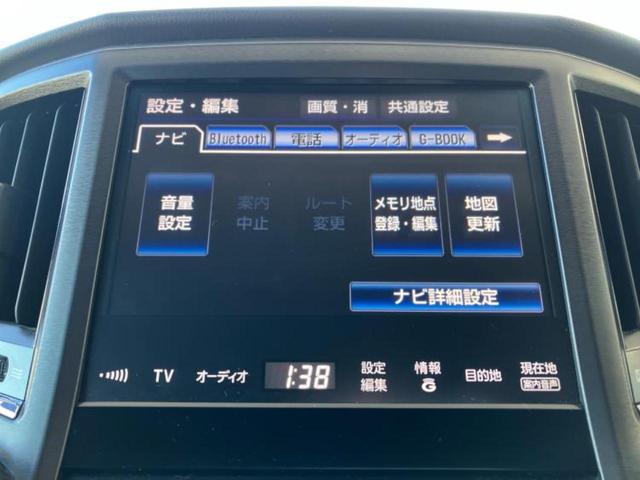 設定・編集 画質・消 共通設定
ナビ Bluetooth 電話 オーディオ G-BOOK
音量 案内 ルート メモリ地点 地図
設定 中止 変更 登録・編集 更新
ナビ詳細設定
TV オーディオ 1:38 設定 編集 情報 G 目的地 現在地 案内音声